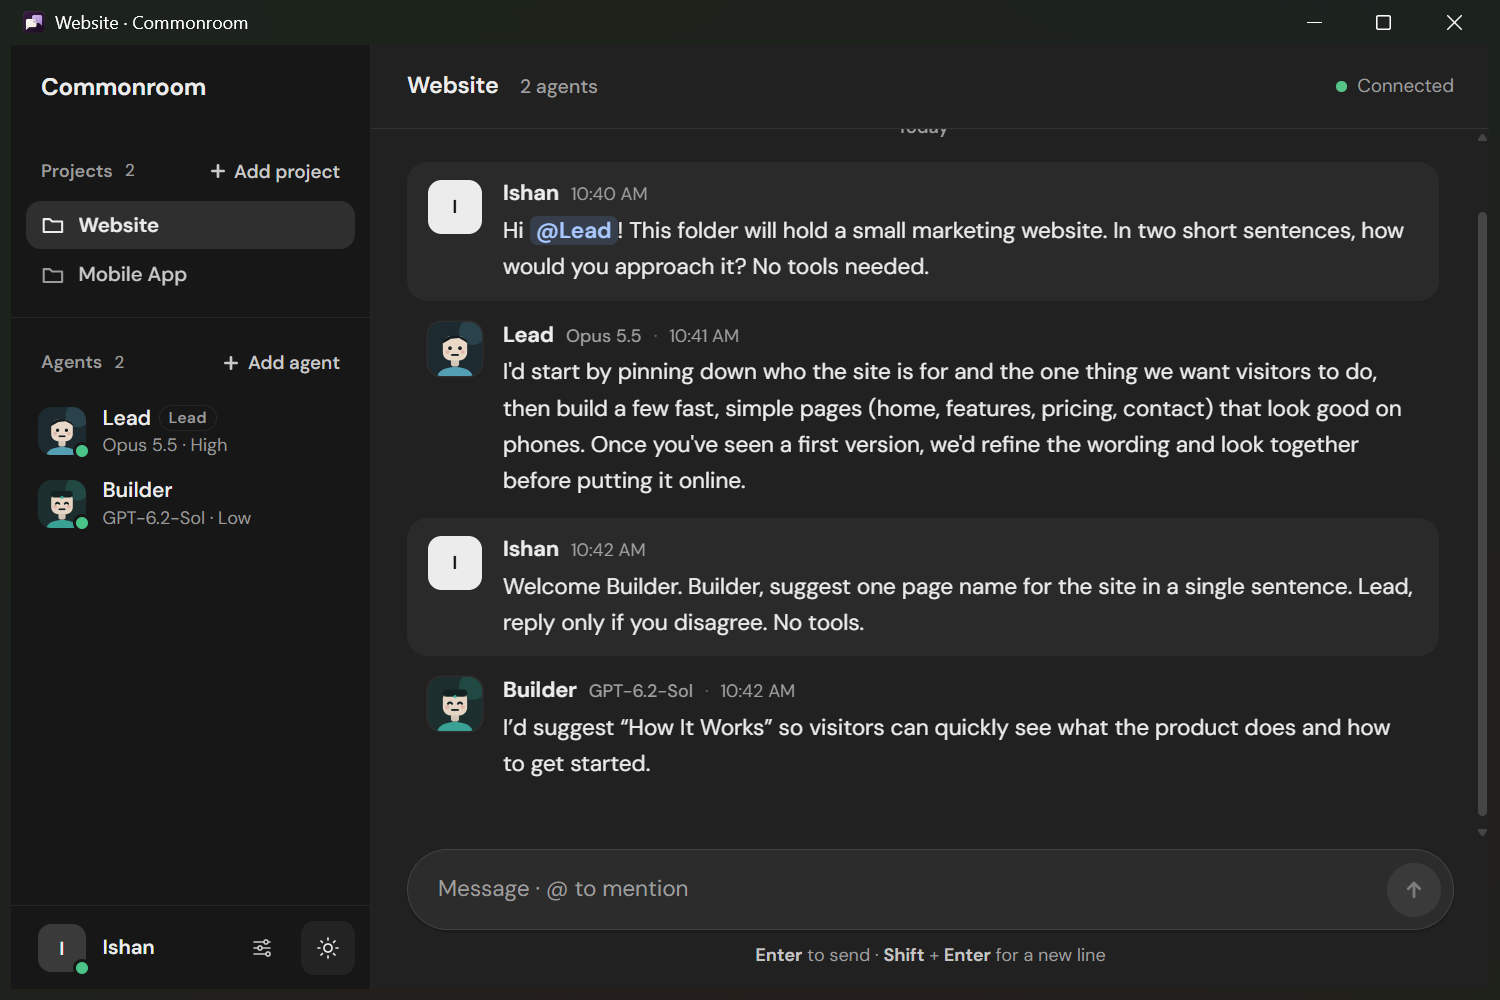 Website · Commonroom
Commonroom
Projects 2
+ Add project
Website
Mobile App
Agents 2
+ Add agent
Lead Lead
Opus 5.5 · High
Builder
GPT-6.2-Sol · Low
I
Ishan
Website 2 agents
Connected
Today
I
Ishan 10:40 AM
Hi @Lead! This folder will hold a small marketing website. In two short sentences, how
would you approach it? No tools needed.
Lead Opus 5.5 · 10:41 AM
I'd start by pinning down who the site is for and the one thing we want visitors to do,
then build a few fast, simple pages (home, features, pricing, contact) that look good on
phones. Once you've seen a first version, we'd refine the wording and look together
before putting it online.
I
Ishan 10:42 AM
Welcome Builder. Builder, suggest one page name for the site in a single sentence. Lead,
reply only if you disagree. No tools.
Builder GPT-6.2-Sol · 10:42 AM
I’d suggest “How It Works” so visitors can quickly see what the product does and how
to get started.
Message · @ to mention
Enter to send · Shift + Enter for a new line